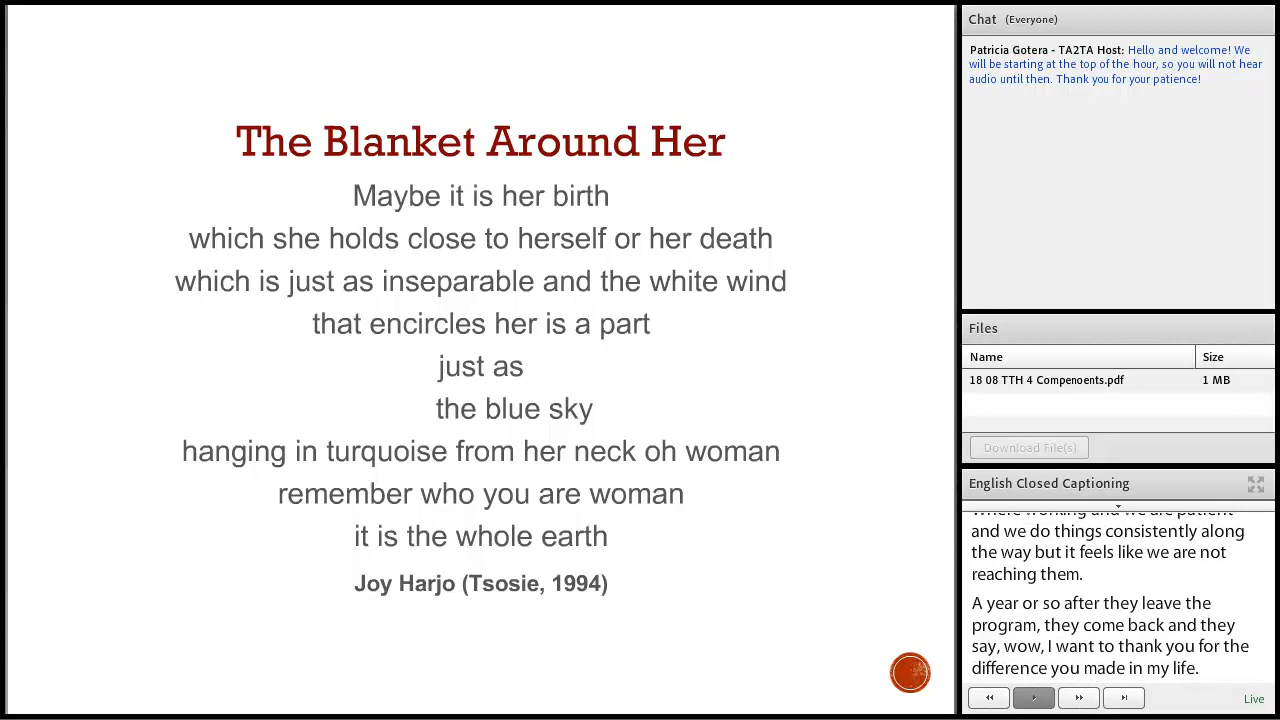 The Blanket Around Her
Maybe it is her birth
which she holds close to herself or her death
which is just as inseparable and the white wind
that encircles her is a part
just as
the blue sky
hanging in turquoise from her neck oh woman
remember who you are woman
it is the whole earth
Joy Harjo (Tsosie, 1994)
Chat (Everyone)
Patricia Gotera - TA2TA Host: Hello and welcome! We
will be starting at the top of the hour, so you will not hear
audio until then. Thank you for your patience!
Files
Name Size
18 08 TTH 4 Compenoents.pdf 1 MB
Download File(s)
English Closed Captioning
Where working and we are patient
and we do things consistently along
the way but it feels like we are not
reaching them.
A year or so after they leave the
program, they come back and they
say, wow, I want to thank you for the
difference you made in my life.
Live